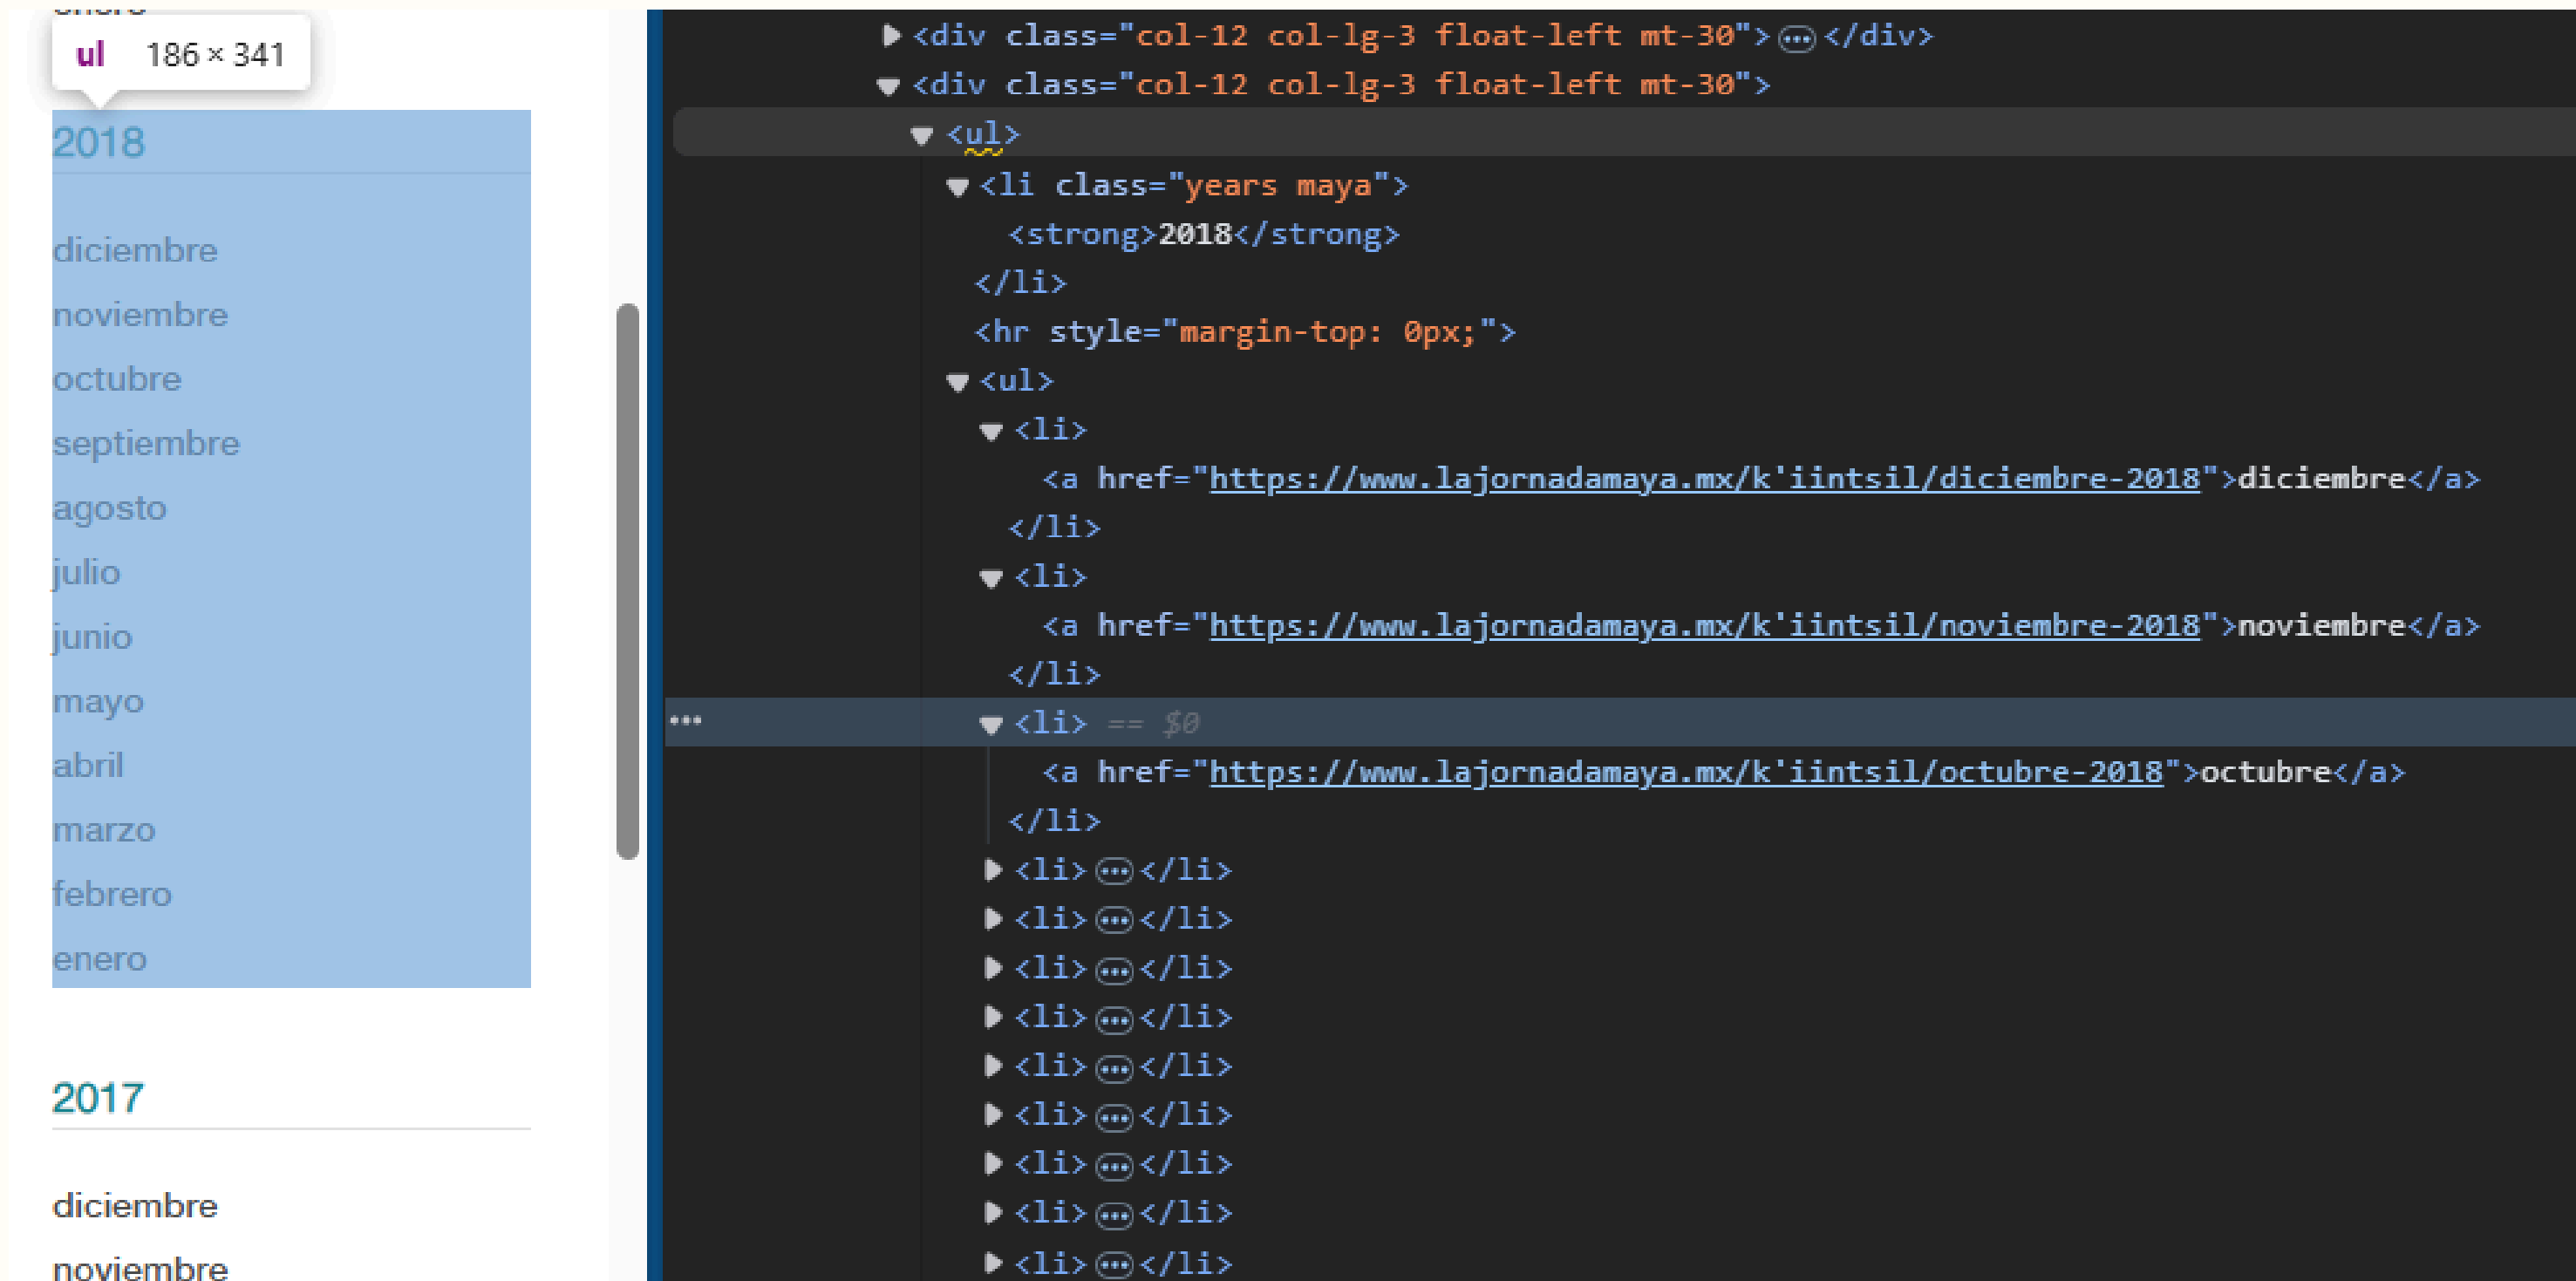 enero
ul 186 × 341
2018
diciembre
noviembre
octubre
septiembre
agosto
julio
junio
mayo
abril
marzo
febrero
enero
2017
diciembre
noviembre
<div class="col-12 col-lg-3 float-left mt-30">…</div>
<div class="col-12 col-lg-3 float-left mt-30">
<ul>
<li class="years maya">
<strong>2018</strong>
</li>
<hr style="margin-top: 0px;">
<ul>
<li>
<a href="https://www.lajornadamaya.mx/k'iintsil/diciembre-2018">diciembre</a>
</li>
<li>
<a href="https://www.lajornadamaya.mx/k'iintsil/noviembre-2018">noviembre</a>
</li>
… <li> == $0
<a href="https://www.lajornadamaya.mx/k'iintsil/octubre-2018">octubre</a>
</li>
<li>…</li>
<li>…</li>
<li>…</li>
<li>…</li>
<li>…</li>
<li>…</li>
<li>…</li>
<li>…</li>
<li>…</li>